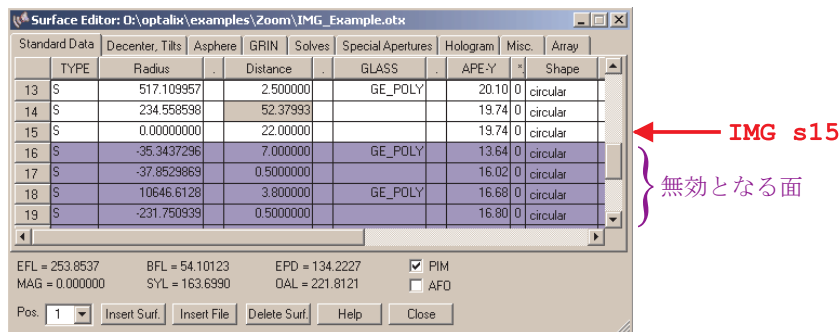 Surface Editor: O:\optalix\examples\Zoom\IMG_Example.otx
Standard Data Decenter, Tilts Asphere GRIN Solves Special Apertures Hologram Misc. Array
TYPE Radius . Distance . GLASS . APE-Y *. Shape
13 S 517.109957 2.500000 GE_POLY 20.10 0 circular
14 S 234.558598 52.37993 19.74 0 circular
15 S 0.00000000 22.00000 19.74 0 circular
IMG s15
16 S -35.3437296 7.000000 GE_POLY 13.64 0 circular
17 S -37.8529869 0.5000000 16.02 0 circular
18 S 10646.6128 3.800000 GE_POLY 16.68 0 circular
19 S -231.750939 0.5000000 16.80 0 circular
無効となる面
EFL = 253.8537 BFL = 54.10123 EPD = 134.2227 PIM
MAG = 0.000000 SYL = 163.6990 OAL = 221.8121 AFO
Pos. 1 Insert Surf. Insert File Delete Surf. Help Close